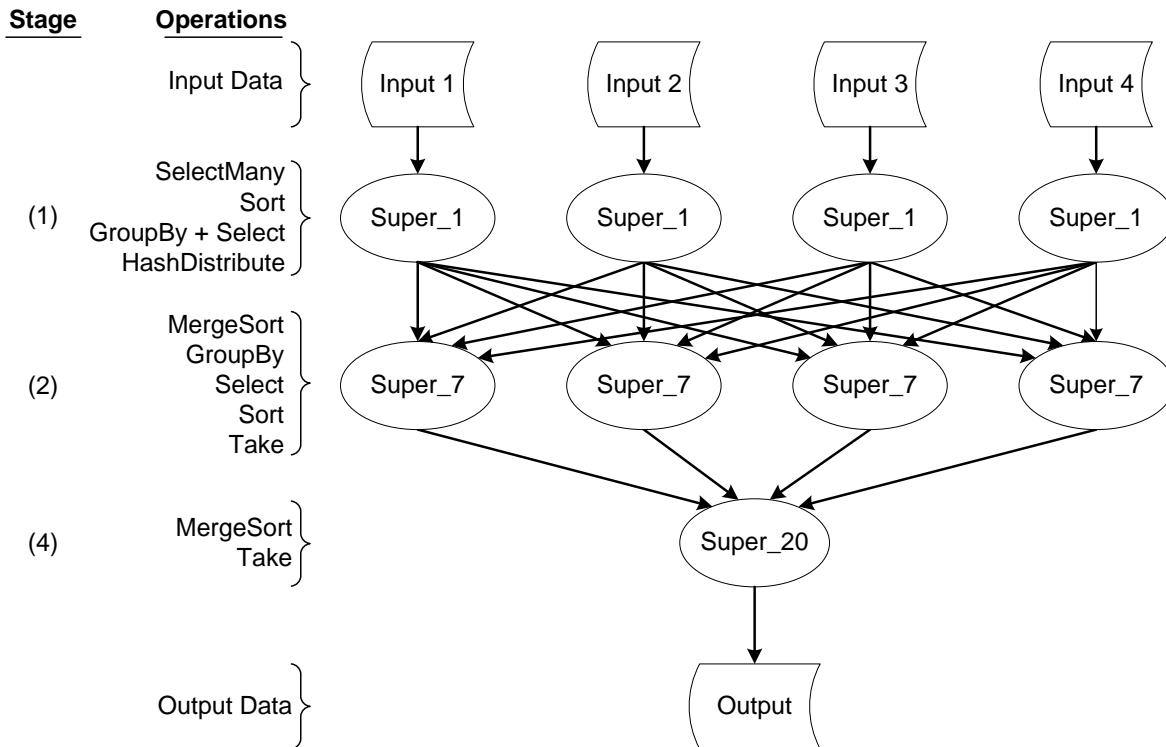 Stage Operations
Input Data
Input 1 Input 2 Input 3 Input 4
SelectMany
Sort
GroupBy + Select
HashDistribute
(1)
Super_1 Super_1 Super_1 Super_1
MergeSort
GroupBy
Select
Sort
Take
(2)
Super_7 Super_7 Super_7 Super_7
MergeSort
Take
(4)
Super_20
Output Data
Output